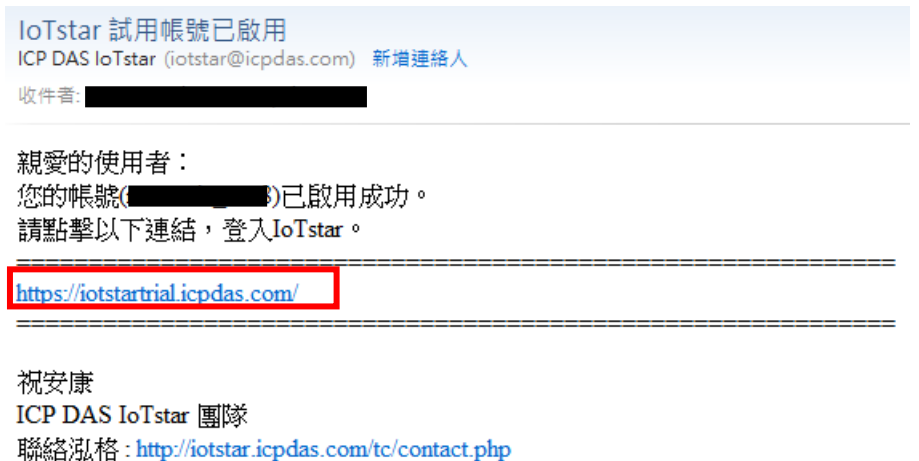 IoTstar 試用帳號已啟用
ICP DAS IoTstar (iotstar@icpdas.com) 新增連絡人
收件者:
親愛的使用者：
您的帳號( )已啟用成功。
請點擊以下連結，登入IoTstar。
=============================================================
https://iotstartrial.icpdas.com/
=============================================================
祝安康
ICP DAS IoTstar 團隊
聯絡泓格 : http://iotstar.icpdas.com/tc/contact.php